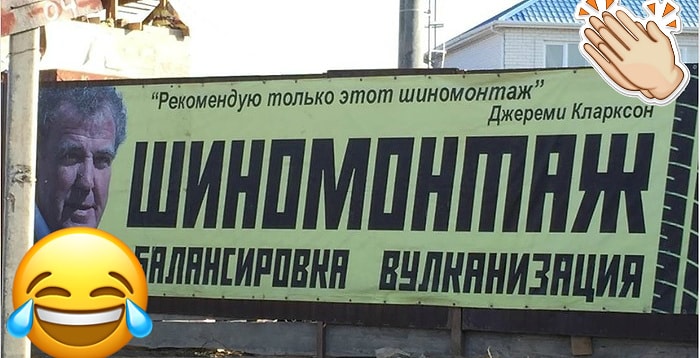 “Рекомендую только этот шиномонтаж”
Джереми Кларксон
ШИНОМОНТАЖ
БАЛАНСИРОВКА ВУЛКАНИЗАЦИЯ